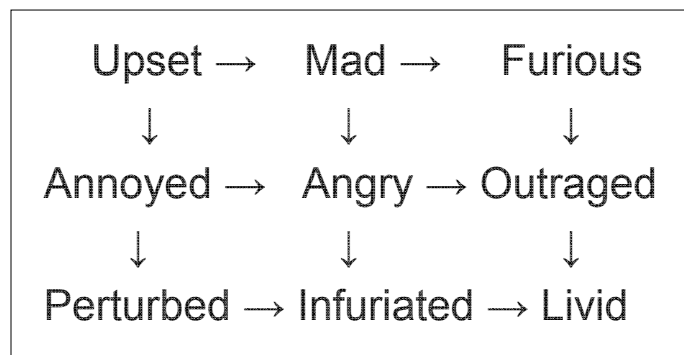 Upset → Mad → Furious
↓ ↓ ↓
Annoyed → Angry → Outraged
↓ ↓ ↓
Perturbed → Infuriated → Livid